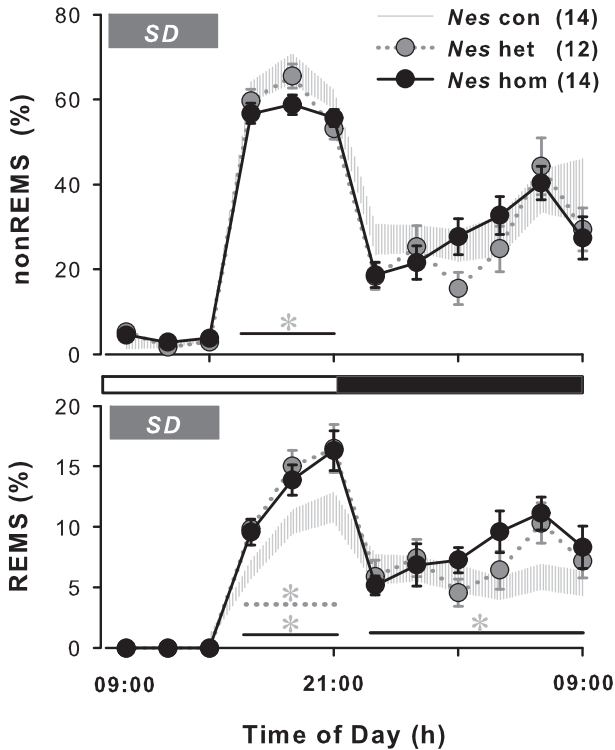 80
60
40
20
0
nonREMS (%)
SD
Nes con (14)
Nes het (12)
Nes hom (14)
*
20
15
10
5
0
REMS (%)
SD
*
*
*
09:00 21:00 09:00
Time of Day (h)